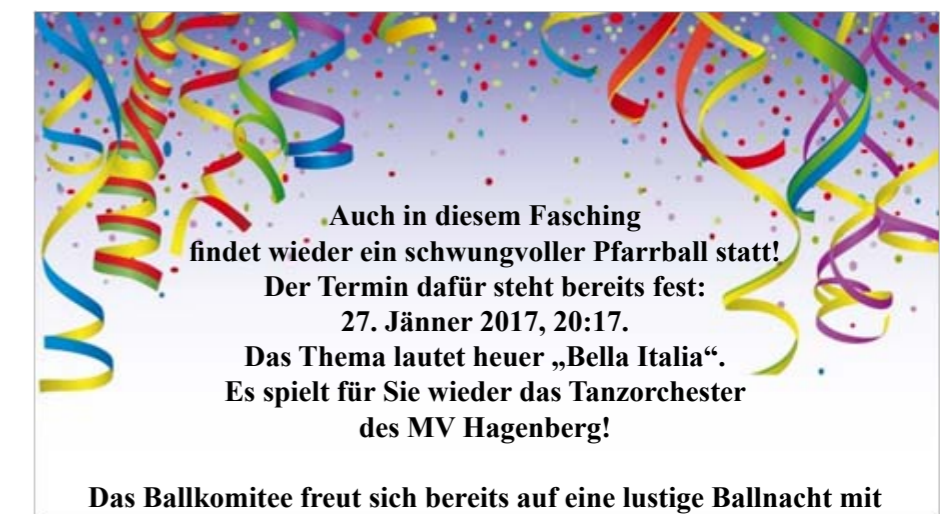 Auch in diesem Fasching
findet wieder ein schwungvoller Pfarrball statt!
Der Termin dafür steht bereits fest:
27. Jänner 2017, 20:17.
Das Thema lautet heuer „Bella Italia“.
Es spielt für Sie wieder das Tanzorchester
des MV Hagenberg!
Das Ballkomitee freut sich bereits auf eine lustige Ballnacht mit